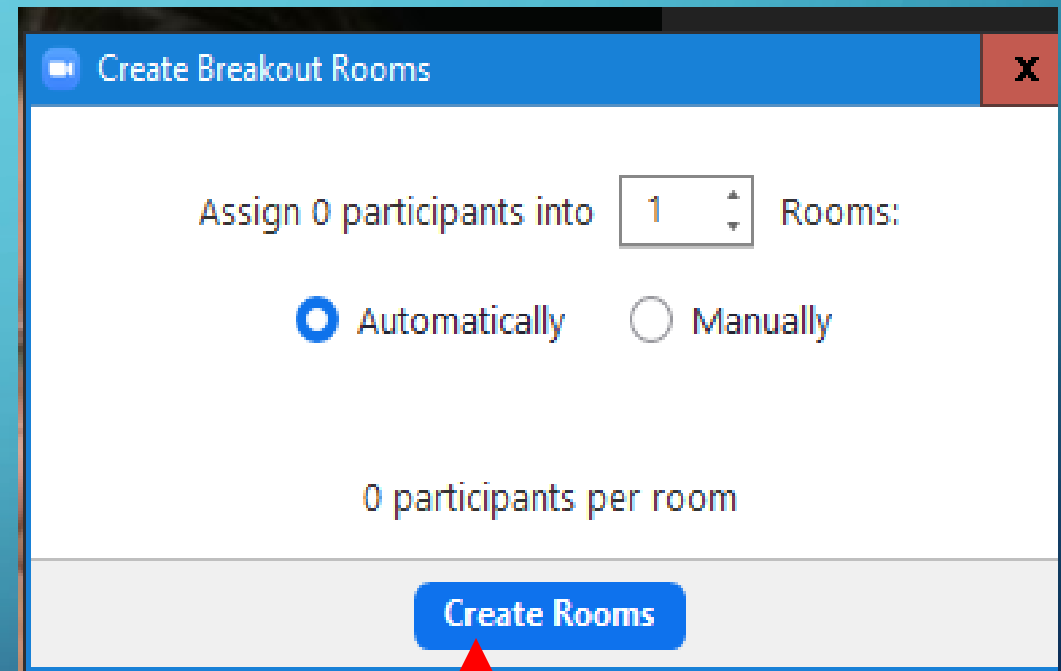 Create Breakout Rooms
x
Assign 0 participants into 1 Rooms:
Automatically Manually
0 participants per room
Create Rooms